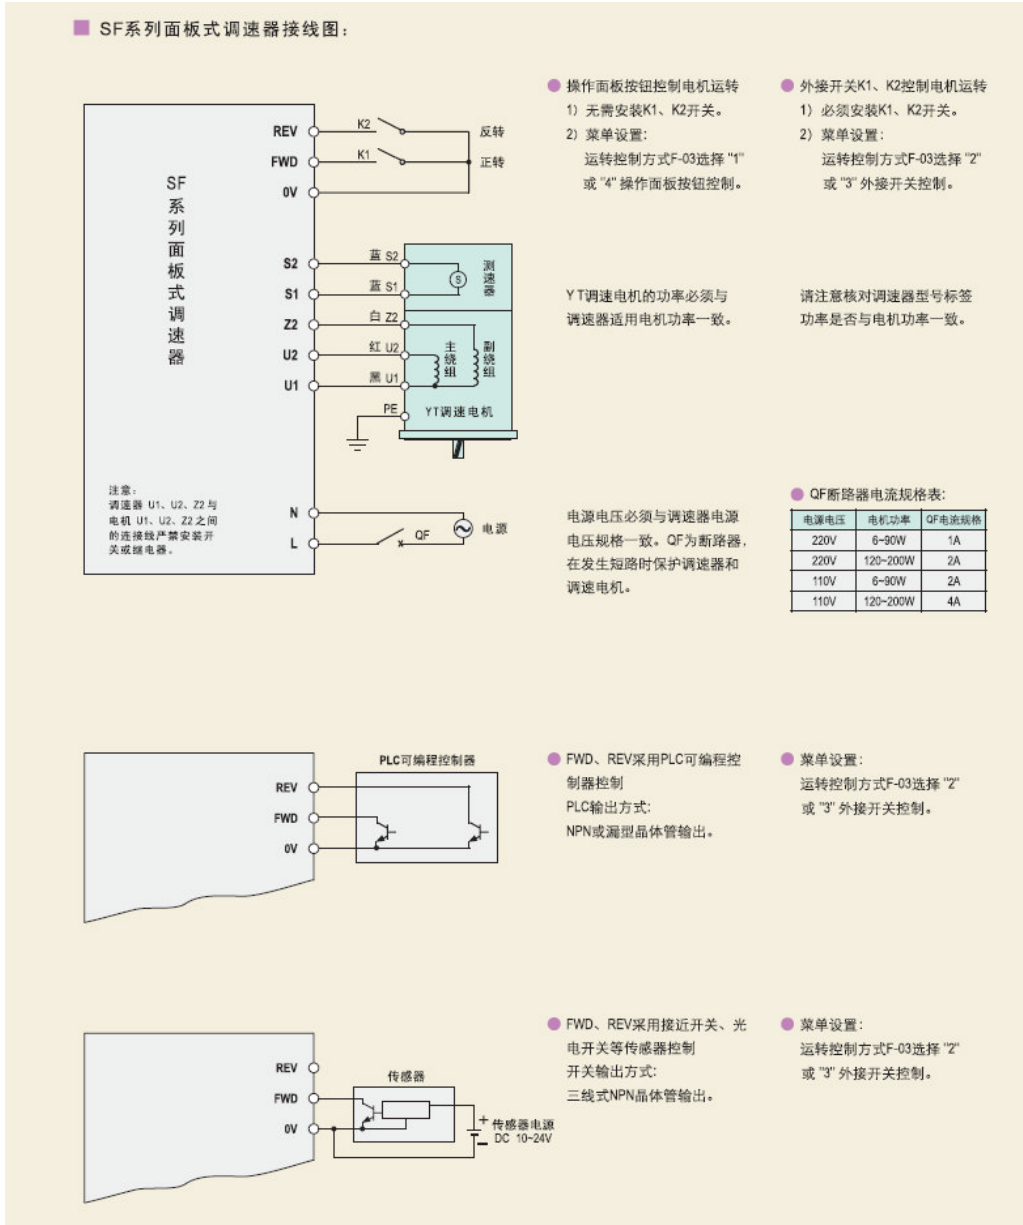 SF系列面板式调速器接线图：
操作面板按钮控制电机运转
1）无需安装K1、K2开关。
2）菜单设置：
运转控制方式F-03选择 "1"
或 "4" 操作面板按钮控制。
外接开关K1、K2控制电机运转
1）必须安装K1、K2开关。
2）菜单设置：
运转控制方式F-03选择 "2"
或 "3" 外接开关控制。
SF系列面板式调速器
REV
K2
反转
FWD
K1
正转
0V
S2
蓝 S2
S1
蓝 S1
S
测速器
Z2
白 Z2
U2
红 U2
U1
黑 U1
主绕组
副绕组
PE
YT调速电机
YT调速电机的功率必须与
调速器适用电机功率一致。
请注意核对调速器型号标签
功率是否与电机功率一致。
注意：
调速器 U1、U2、Z2 与
电机 U1、U2、Z2 之间
的连接线严禁安装开
关或继电器。
N
L
QF
电源
电源电压必须与调速器电源
电压规格一致。QF为断路器，
在发生短路时保护调速器和
调速电机。
QF断路器电流规格表：
电源电压 电机功率 QF电流规格
220V 6~90W 1A
220V 120~200W 2A
110V 6~90W 2A
110V 120~200W 4A
PLC可编程控制器
REV
FWD
0V
FWD、REV采用PLC可编程控
制器控制
PLC输出方式：
NPN或漏型晶体管输出。
菜单设置：
运转控制方式F-03选择 "2"
或 "3" 外接开关控制。
REV
FWD
0V
传感器
+
传感器电源
DC 10~24V
FWD、REV采用接近开关、光
电开关等传感器控制
开关输出方式：
三线式NPN晶体管输出。
菜单设置：
运转控制方式F-03选择 "2"
或 "3" 外接开关控制。